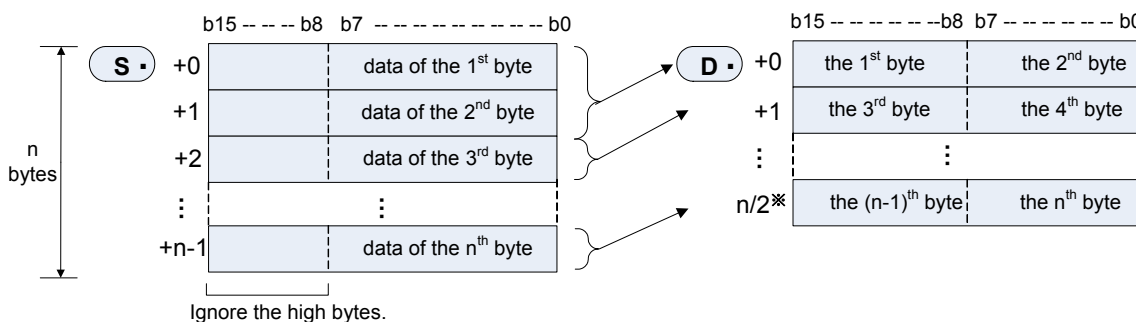 b15 -- -- -- b8 b7 -- -- -- -- -- -- -- -- b0
S· +0 data of the 1st byte
+1 data of the 2nd byte
+2 data of the 3rd byte
⋮ ⋮
+n-1 data of the nth byte
n
bytes
Ignore the high bytes.
b15 -- -- -- -- -- --b8 b7 -- -- -- -- b0
D· +0 the 1st byte the 2nd byte
+1 the 3rd byte the 4th byte
⋮ ⋮
n/2※ the (n-1)th byte the nth byte